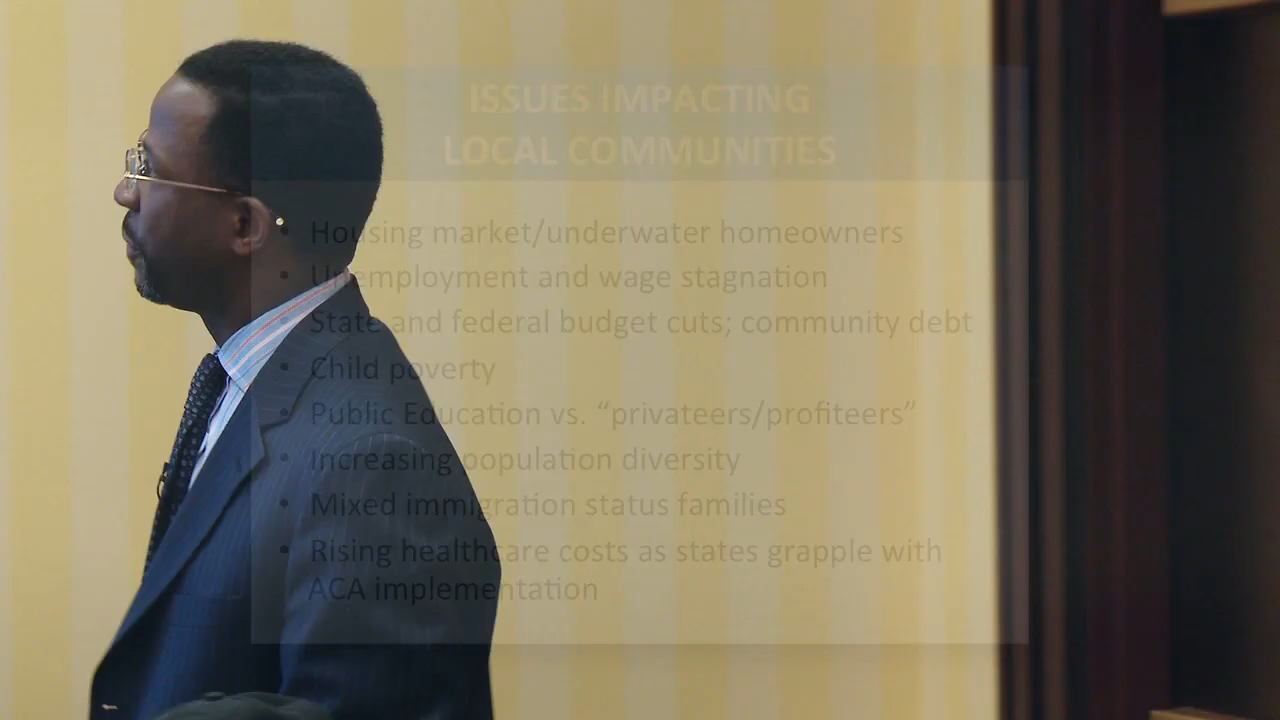 ISSUES IMPACTING
LOCAL COMMUNITIES
• Housing market/underwater homeowners
• Unemployment and wage stagnation
• State and federal budget cuts; community debt
• Child poverty
• Public Education vs. “privateers/profiteers”
• Increasing population diversity
• Mixed immigration status families
• Rising healthcare costs as states grapple with
ACA implementation